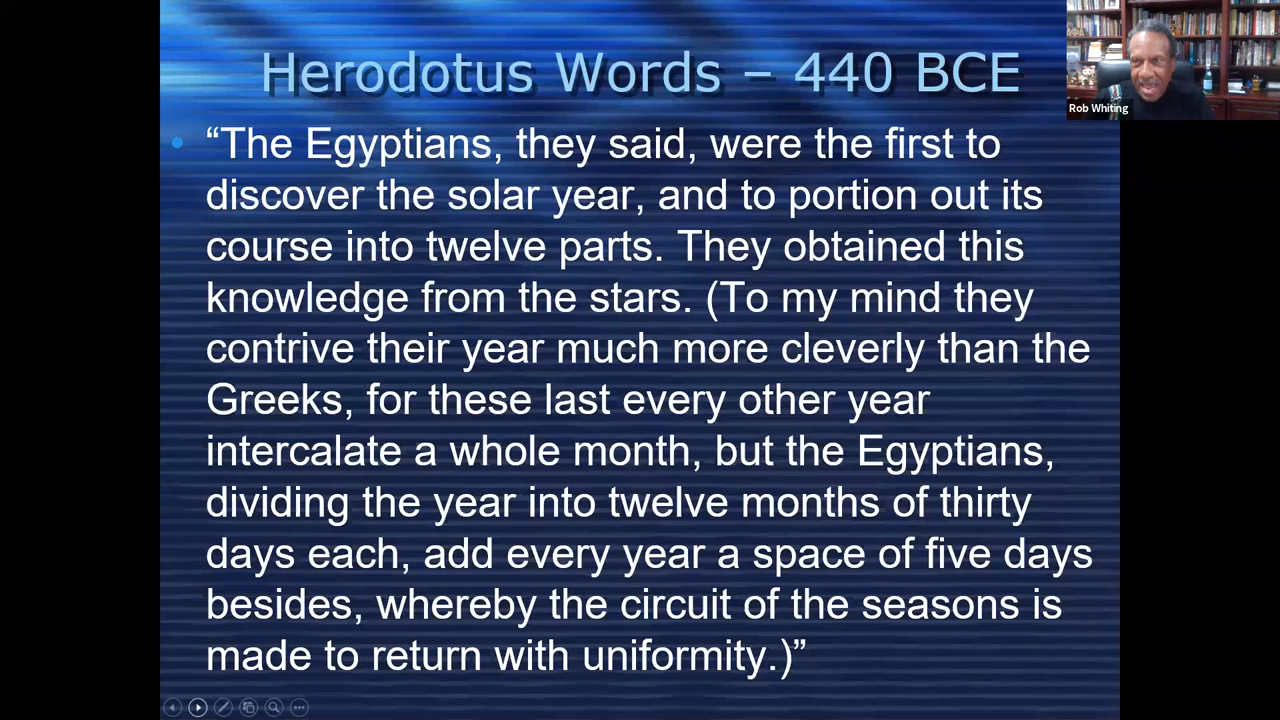 Herodotus Words – 440 BCE
Rob Whiting
• “The Egyptians, they said, were the first to
discover the solar year, and to portion out its
course into twelve parts. They obtained this
knowledge from the stars. (To my mind they
contrive their year much more cleverly than the
Greeks, for these last every other year
intercalate a whole month, but the Egyptians,
dividing the year into twelve months of thirty
days each, add every year a space of five days
besides, whereby the circuit of the seasons is
made to return with uniformity.)”